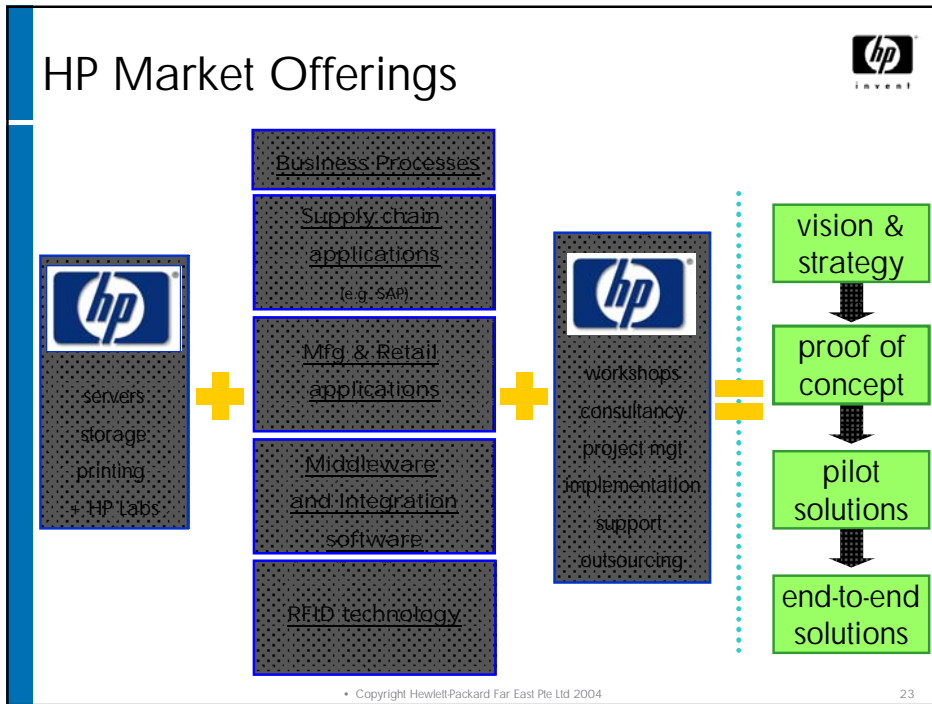 HP Market Offerings
hp
invent
hp
servers
storage
printing
+ HP Labs
Business Processes
Supply chain
applications
(e.g. SAP)
Mfg & Retail
applications
Middleware
and Integration
software
RFID technology
hp
workshops
consultancy
project mgt
implementation
support
outsourcing
vision &
strategy
proof of
concept
pilot
solutions
end-to-end
solutions
• Copyright Hewlett-Packard Far East Pte Ltd 2004
23